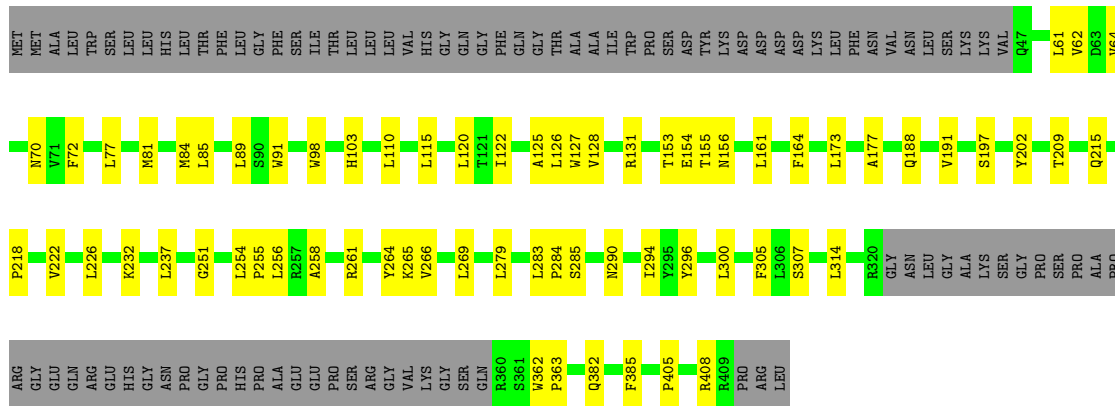 MET MET ALA LEU TRP SER LEU LEU HIS LEU THR PHE LEU GLY PHE SER ILE THR LEU LEU LEU VAL HIS GLY GLN GLY PHE GLN GLY THR ALA ALA ILE TRP PRO SER ASP TYR LYS ASP ASP ASP ASP LYS LEU PHE ASN VAL ASN LEU SER LYS LYS VAL Q47 L61 V62 D63 V64
N70 V71 F72 L77 M81 M84 L85 L89 S90 W91 W98 H103 L110 L115 L120 T121 I122 A125 L126 W127 V128 R131 T153 E154 T155 N156 L161 F164 L173 A177 Q188 V191 S197 Y202 T209 Q215
P218 V222 L226 K232 L237 G251 L254 P255 L256 R257 A258 R261 Y264 K265 V266 L269 L279 L283 P284 S285 N290 I294 Y295 Y296 L300 F305 L306 S307 L314 R320 GLY ASN LEU GLY ALA LYS SER GLY PRO SER PRO ALA PRO
ARG GLY GLU GLN ARG GLU HIS GLY ASN PRO GLY PRO HIS PRO ALA GLU GLU PRO SER ARG GLY VAL LYS GLY SER GLN R360 S361 W362 P363 Q382 F385 P405 R408 R409 PRO ARG LEU